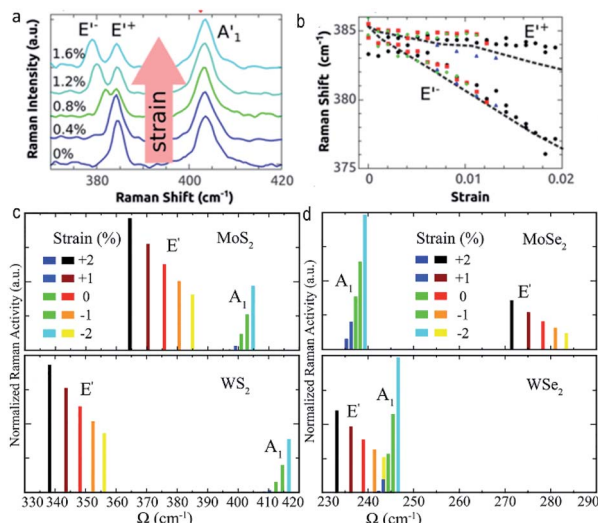 a
E'- E'+ A'1
1.6%
1.2%
0.8%
0.4%
0%
strain
Raman Intensity (a.u.)
380 400 420
Raman Shift (cm-1)
b
385
380
375
Raman Shift (cm-1)
E'+
E'-
0 0.01 0.02
Strain
c
Strain (%)
+2
+1
0
-1
-2
MoS2
E'
A1
WS2
E'
A1
Normalized Raman Activity (a.u.)
330 340 350 360 370 380 390 400 410
Ω (cm-1)
d
Strain (%)
+2
+1
0
-1
-2
MoSe2
A1
E'
WSe2
E'
A1
Normalized Raman Activity (a.u.)
230 240 250 260 270 280 290
Ω (cm-1)